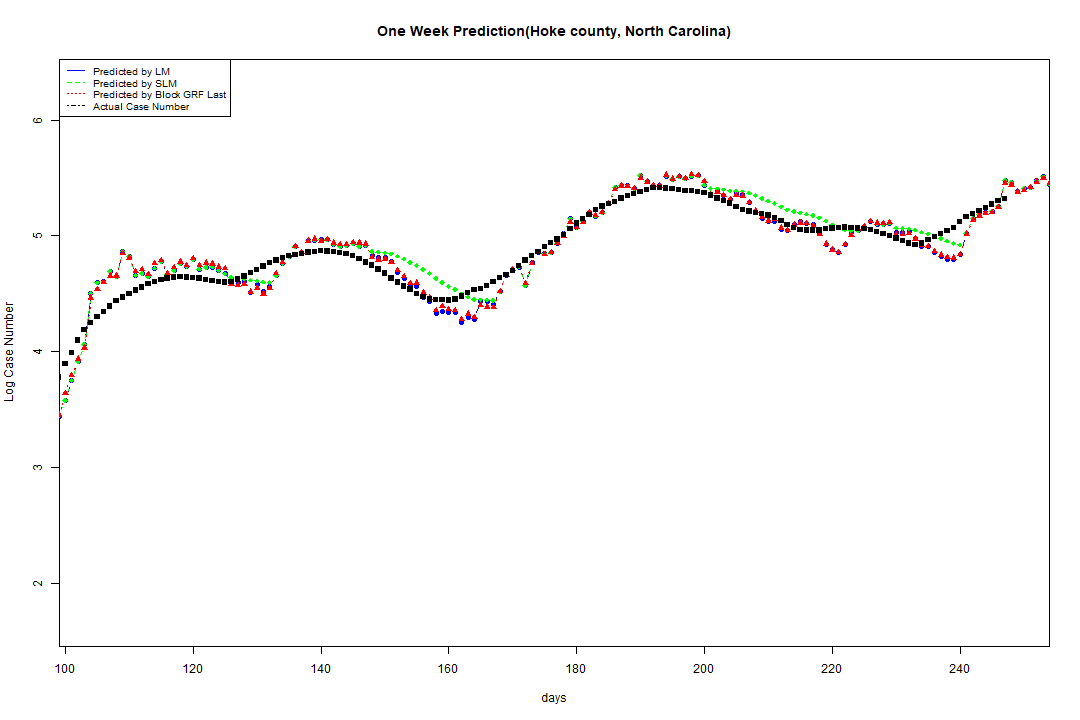 One Week Prediction(Hoke county, North Carolina)
Predicted by LM
Predicted by SLM
Predicted by Block GRF Last
Actual Case Number
6
5
4
3
2
Log Case Number
100 120 140 160 180 200 220 240
days